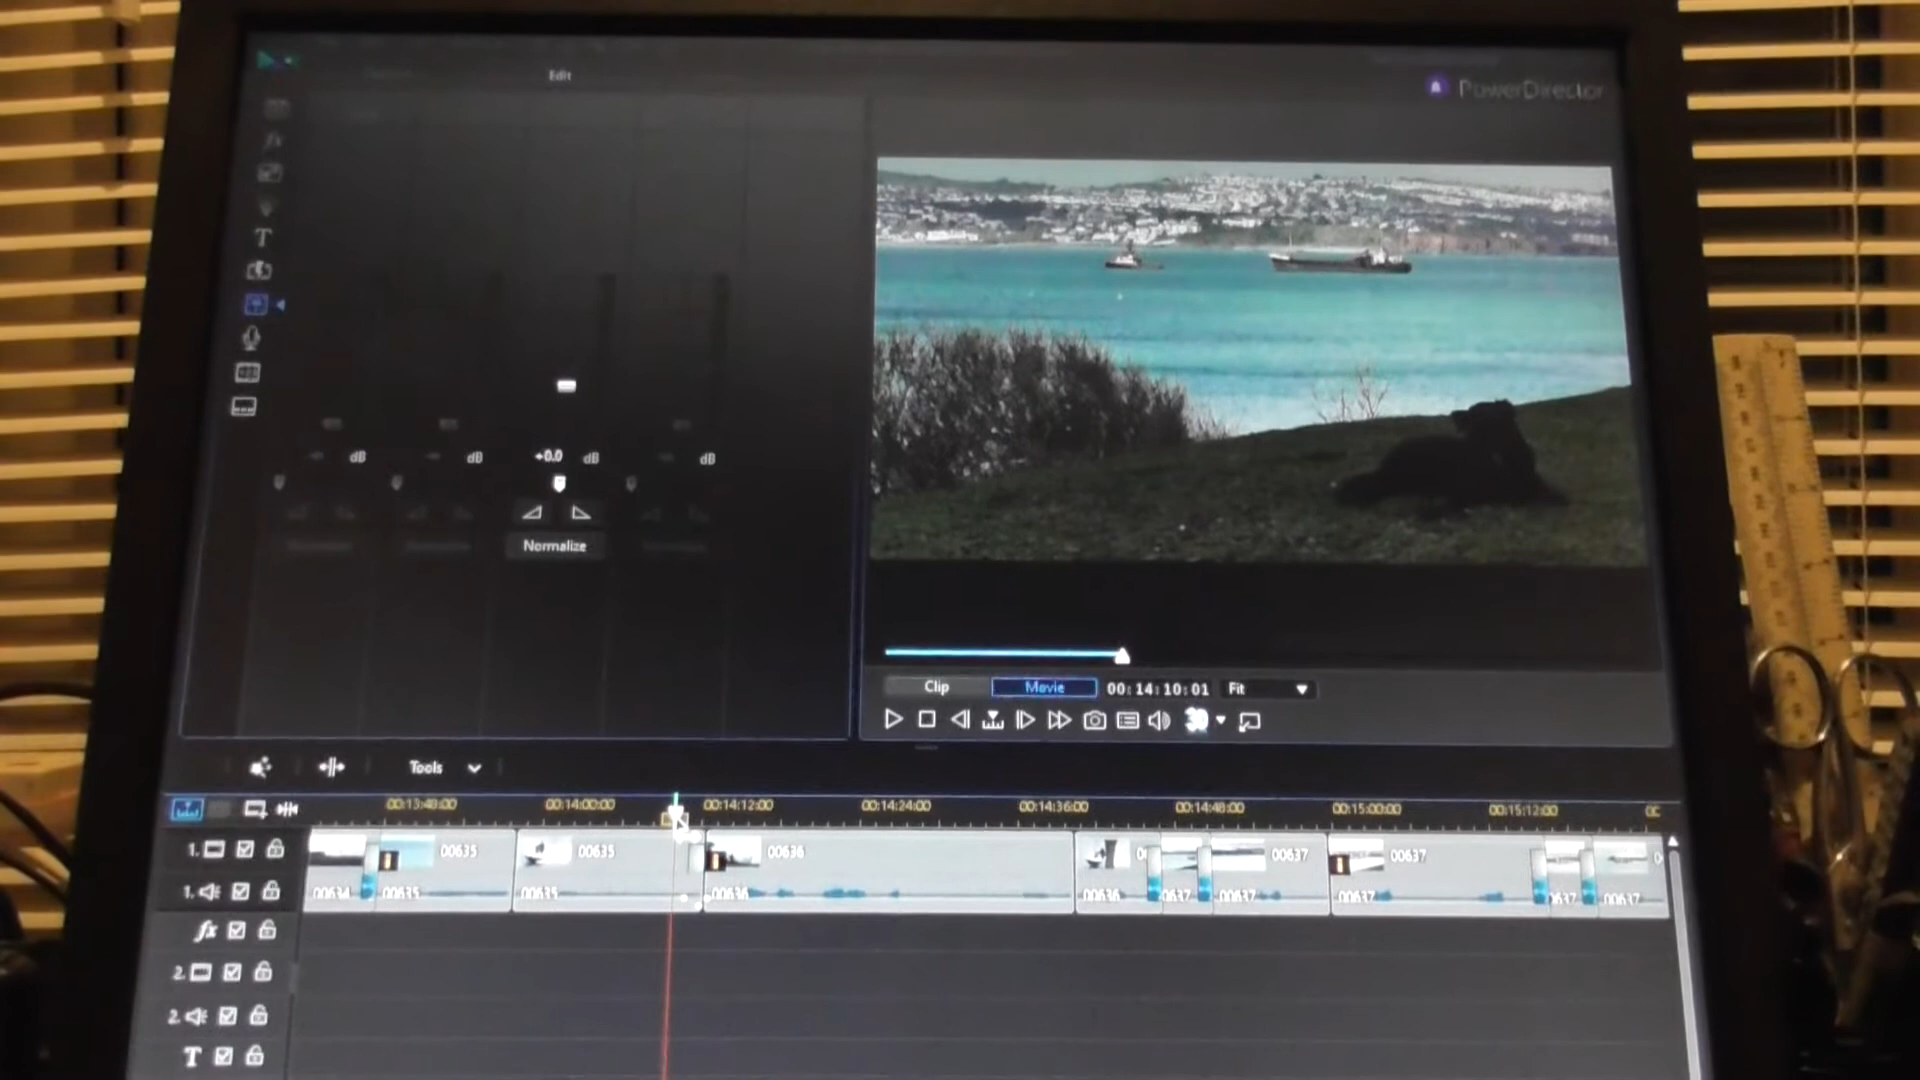 Edit
PowerDirector
T
dB dB +0.0 dB dB
Normalize
Clip Movie 00:14:10:01 Fit
Tools
00:13:48:00 00:14:00:00 00:14:12:00 00:14:24:00 00:14:36:00 00:14:48:00 00:15:00:00 00:15:12:00 00
1. 00635 00635 00636 00637 00637
1. 00634 00635 00635 00636 00636 00637 00637 00637
fx
2.
2.
T